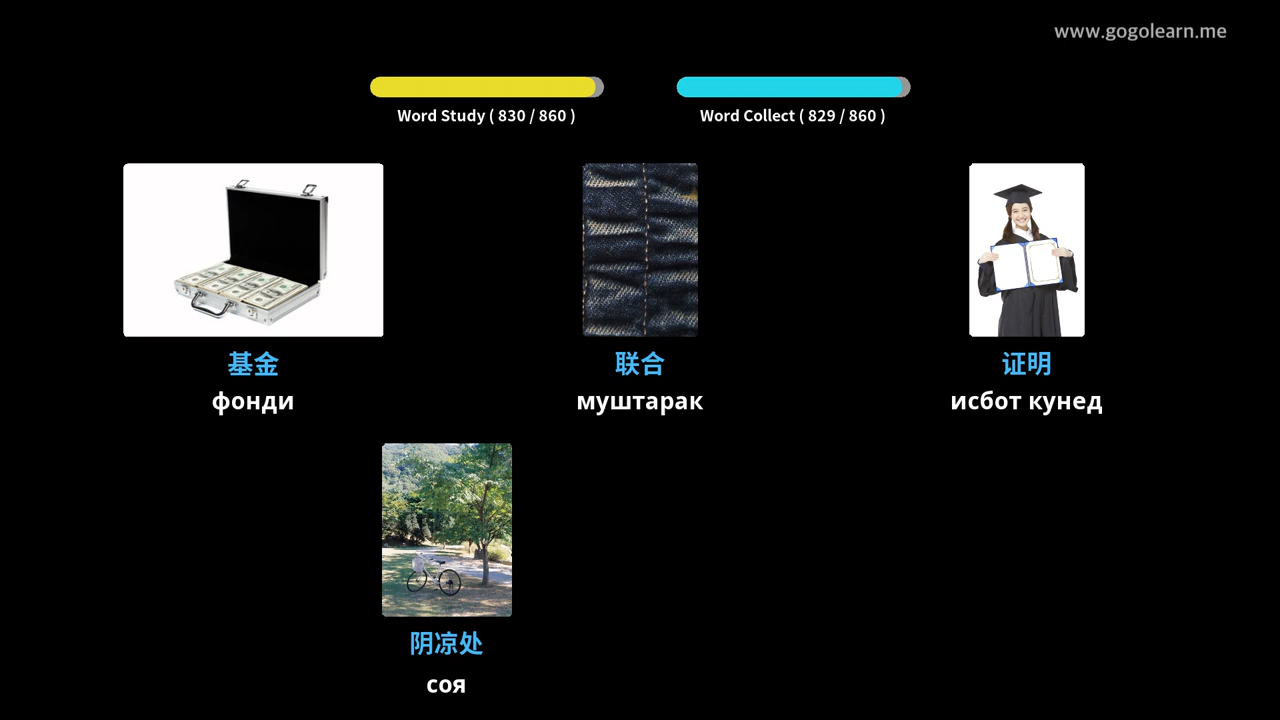 www.gogolearn.me
Word Study ( 830 / 860 )
Word Collect ( 829 / 860 )
基金
фонди
联合
муштарак
证明
исбот кунед
阴凉处
соя